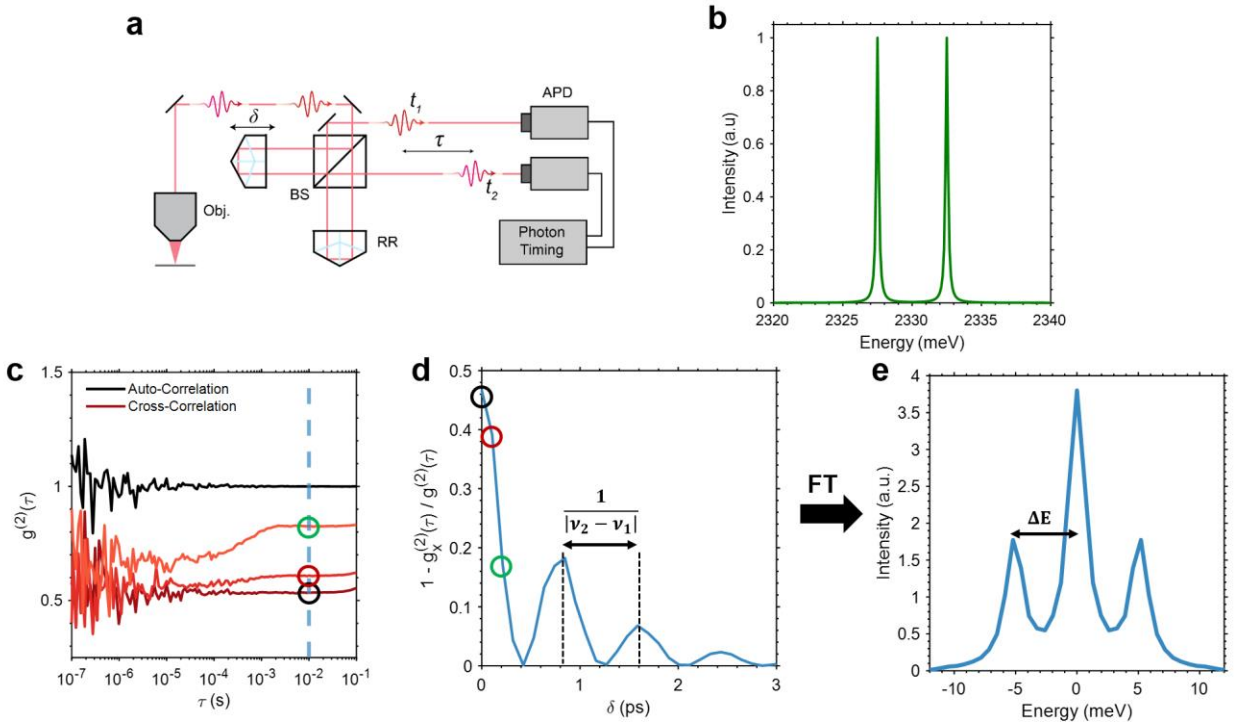 a
δ
t1
APD
τ
BS
t2
Obj.
RR
Photon
Timing
b
Intensity (a.u)
1
0.8
0.6
0.4
0.2
0
2320 2325 2330 2335 2340
Energy (meV)
c
g(2)(τ)
1.5
1
0.5
Auto-Correlation
Cross-Correlation
10-7 10-6 10-5 10-4 10-3 10-2 10-1
τ (s)
d
1 - gx(2)(τ) / g(2)(τ)
0.5
0.4
0.3
0.2
0.1
0
1
|ν2 − ν1|
0 1 2 3
δ (ps)
FT
e
Intensity (a.u.)
4
3.5
3
2.5
2
1.5
1
0.5
0
ΔE
-10 -5 0 5 10
Energy (meV)